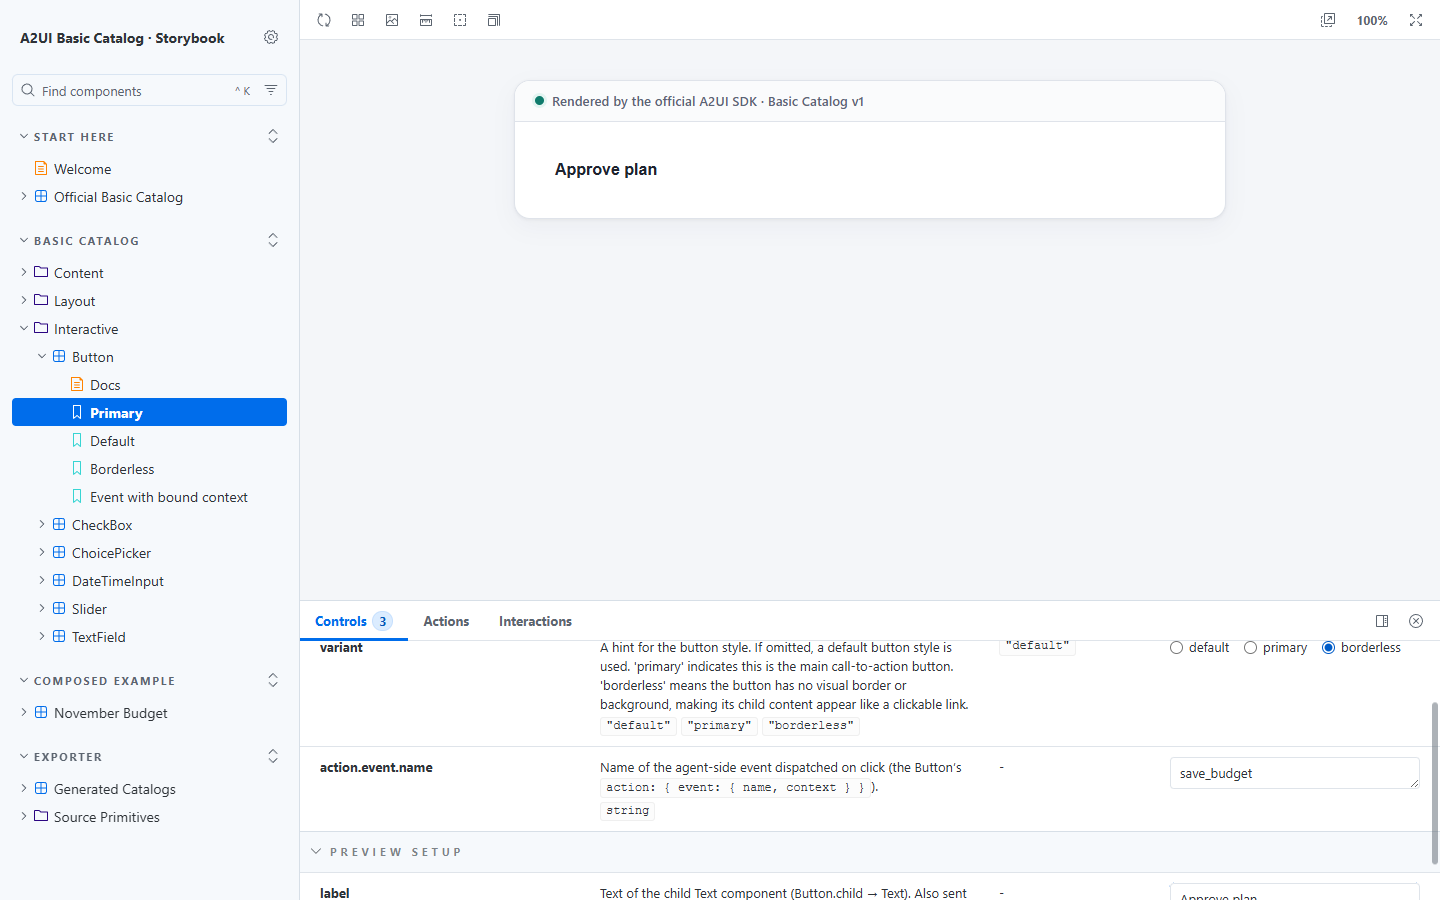 A2UI Basic Catalog · Storybook
Find components
^ K
START HERE
Welcome
Official Basic Catalog
BASIC CATALOG
Content
Layout
Interactive
Button
Docs
Primary
Default
Borderless
Event with bound context
CheckBox
ChoicePicker
DateTimeInput
Slider
TextField
COMPOSED EXAMPLE
November Budget
EXPORTER
Generated Catalogs
Source Primitives
100%
Rendered by the official A2UI SDK · Basic Catalog v1
Approve plan
Controls 3 Actions Interactions
variant
A hint for the button style. If omitted, a default button style is
used. 'primary' indicates this is the main call-to-action button.
'borderless' means the button has no visual border or
background, making its child content appear like a clickable link.
"default" "primary" "borderless"
"default"
default primary borderless
action.event.name
Name of the agent-side event dispatched on click (the Button's
action: { event: { name, context } } ).
string
-
save_budget
PREVIEW SETUP
label
Text of the child Text component (Button.child → Text). Also sent
-
Approve plan